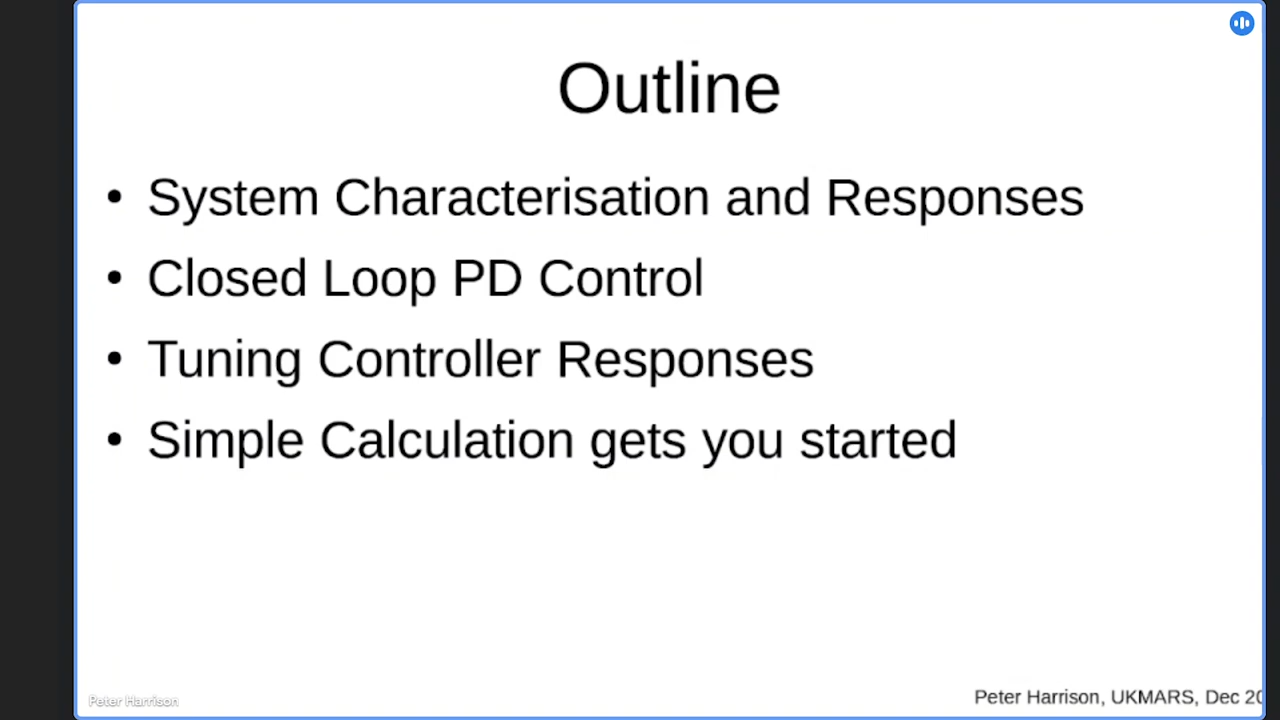 Outline
• System Characterisation and Responses
• Closed Loop PD Control
• Tuning Controller Responses
• Simple Calculation gets you started
Peter Harrison
Peter Harrison, UKMARS, Dec